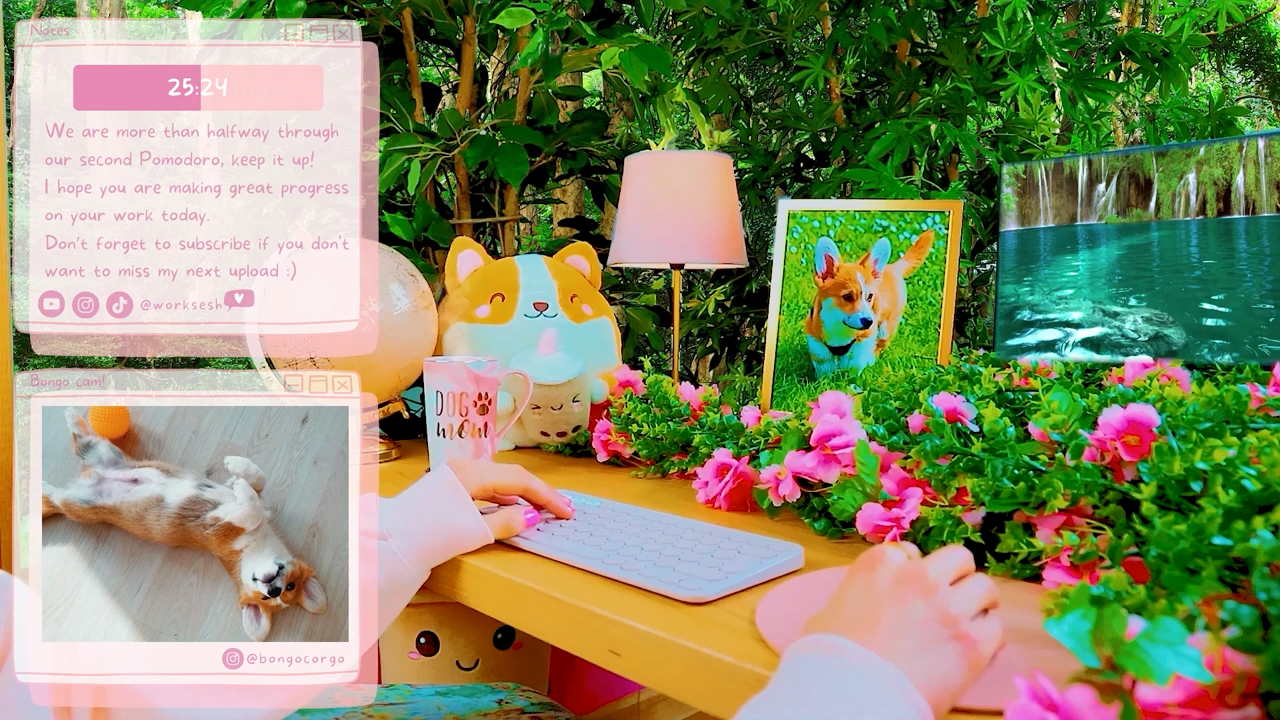 Notes
25:24
We are more than halfway through
our second Pomodoro, keep it up!
I hope you are making great progress
on your work today.
Don't forget to subscribe if you don't
want to miss my next upload :)
@worksesh
Bongo cam!
@bongocorgo
DOG
mom